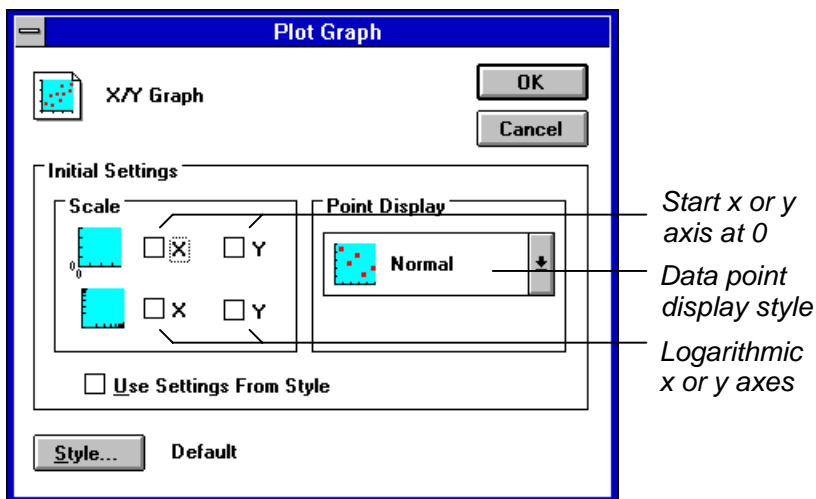 Plot Graph
X/Y Graph
OK
Cancel
Initial Settings
Scale
0
0
X
Y
X
Y
Point Display
Normal
Use Settings From Style
Style...
Default
Start x or y
axis at 0
Data point
display style
Logarithmic
x or y axes